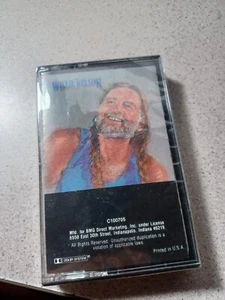 C100705
Mfd. for BMG Direct Marketing, Inc. under License
6550 East 30th Street, Indianapolis, Indiana 46219
All Rights Reserved. Unauthorized duplication is a
violation of applicable laws.
Printed in U.S.A.